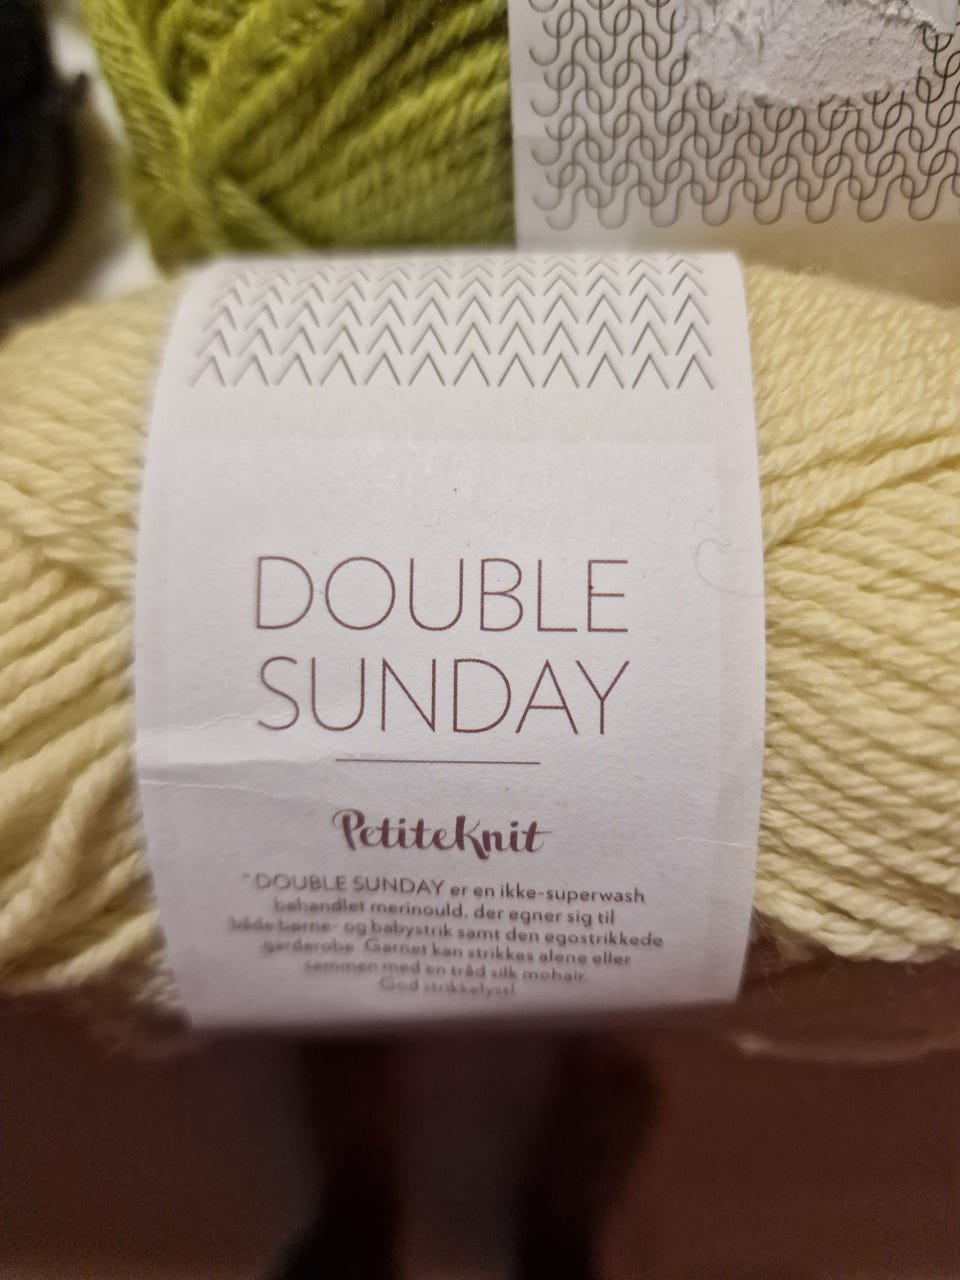 DOUBLE
SUNDAY
PetiteKnit
"DOUBLE SUNDAY er en ikke-superwash
behandlet merinould, der egner sig til
både børne- og babystrik samt den egostrikkede
garderobe. Garnet kan strikkes alene eller
sammen med en tråd silk mohair.
God strikkelyst!